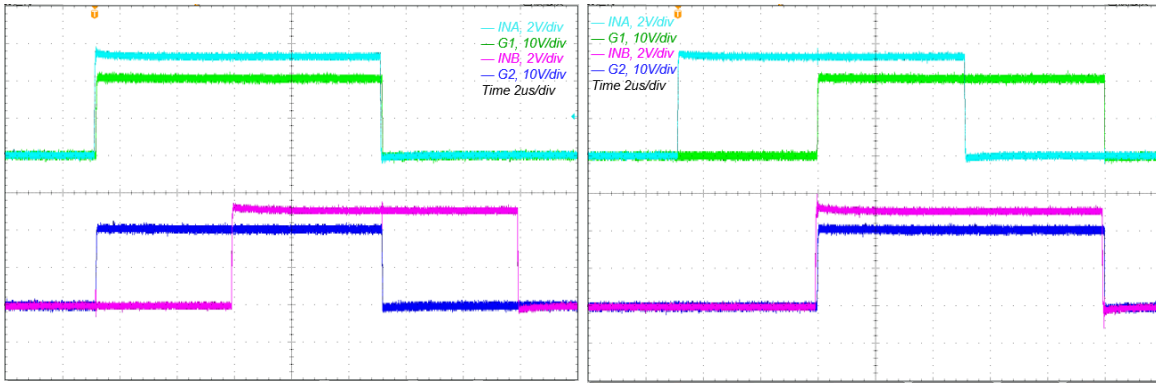 T
INA, 2V/div
G1, 10V/div
INB, 2V/div
G2, 10V/div
Time 2us/div
T
INA, 2V/div
G1, 10V/div
INB, 2V/div
G2, 10V/div
Time 2us/div